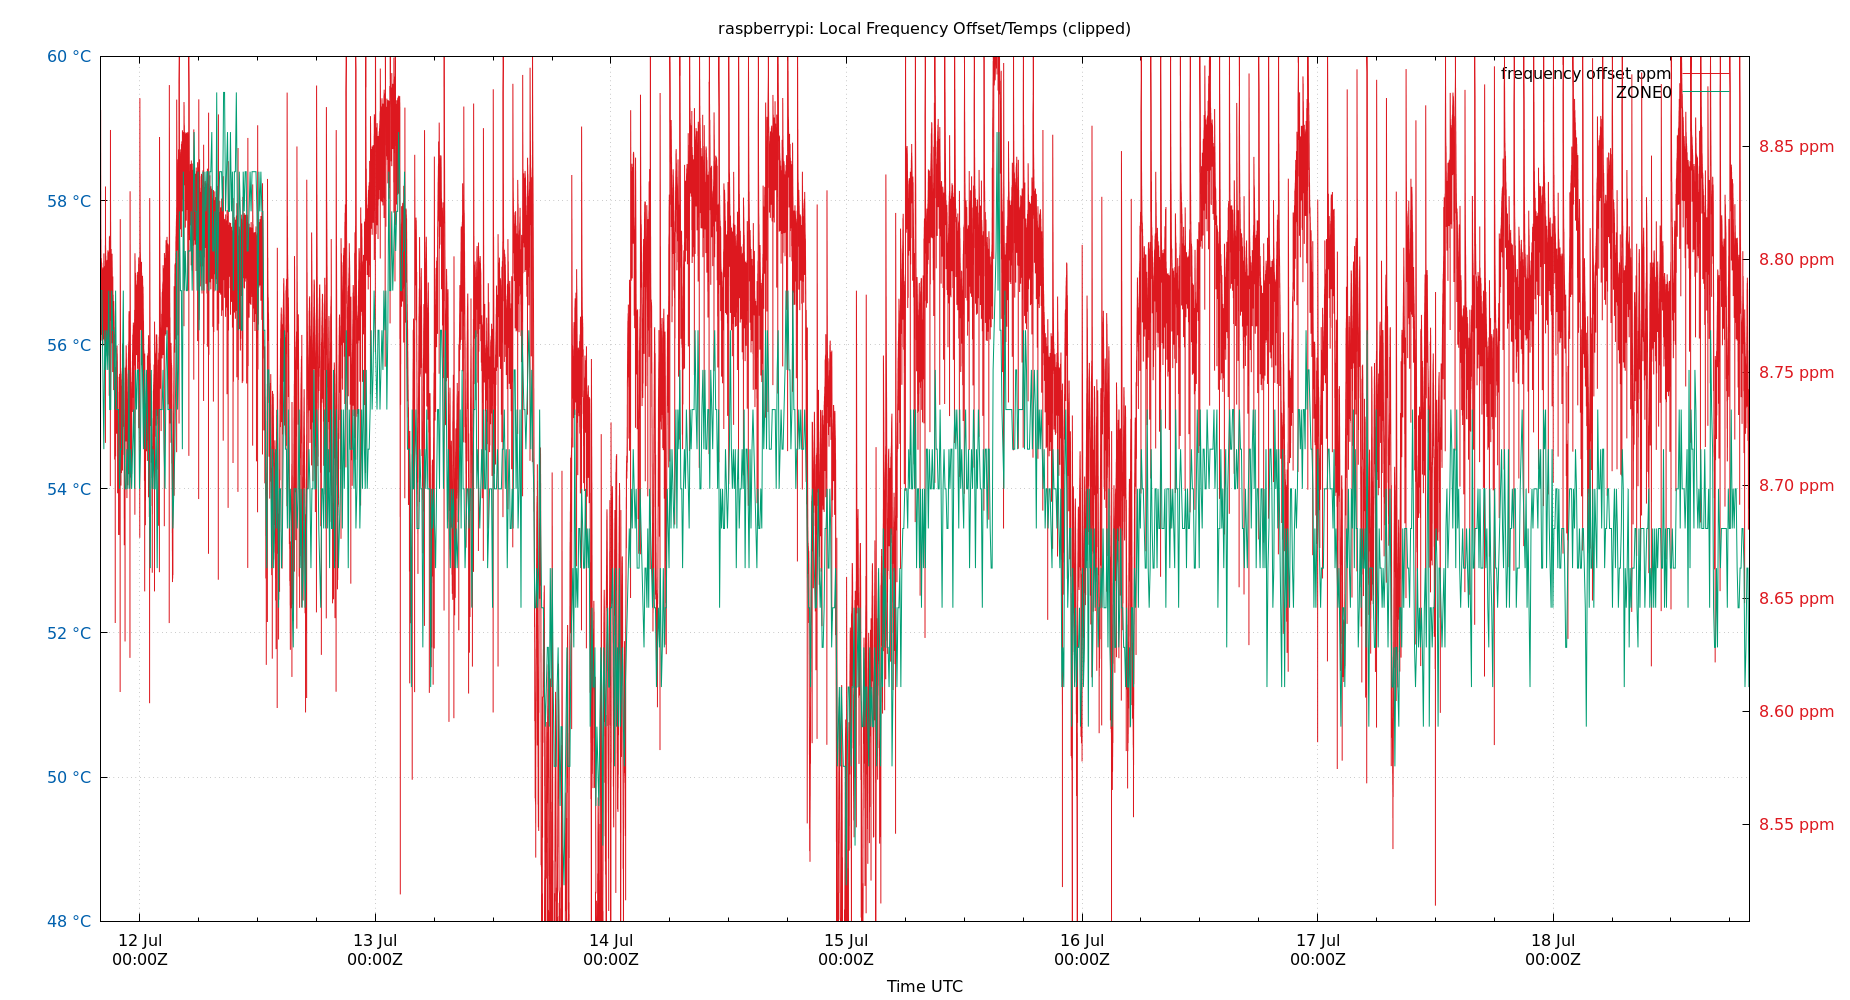 raspberrypi: Local Frequency Offset/Temps (clipped)
60 °C
58 °C
56 °C
54 °C
52 °C
50 °C
48 °C
frequency offset ppm
ZONE0
8.85 ppm
8.80 ppm
8.75 ppm
8.70 ppm
8.65 ppm
8.60 ppm
8.55 ppm
12 Jul
00:00Z
13 Jul
00:00Z
14 Jul
00:00Z
15 Jul
00:00Z
16 Jul
00:00Z
17 Jul
00:00Z
18 Jul
00:00Z
Time UTC